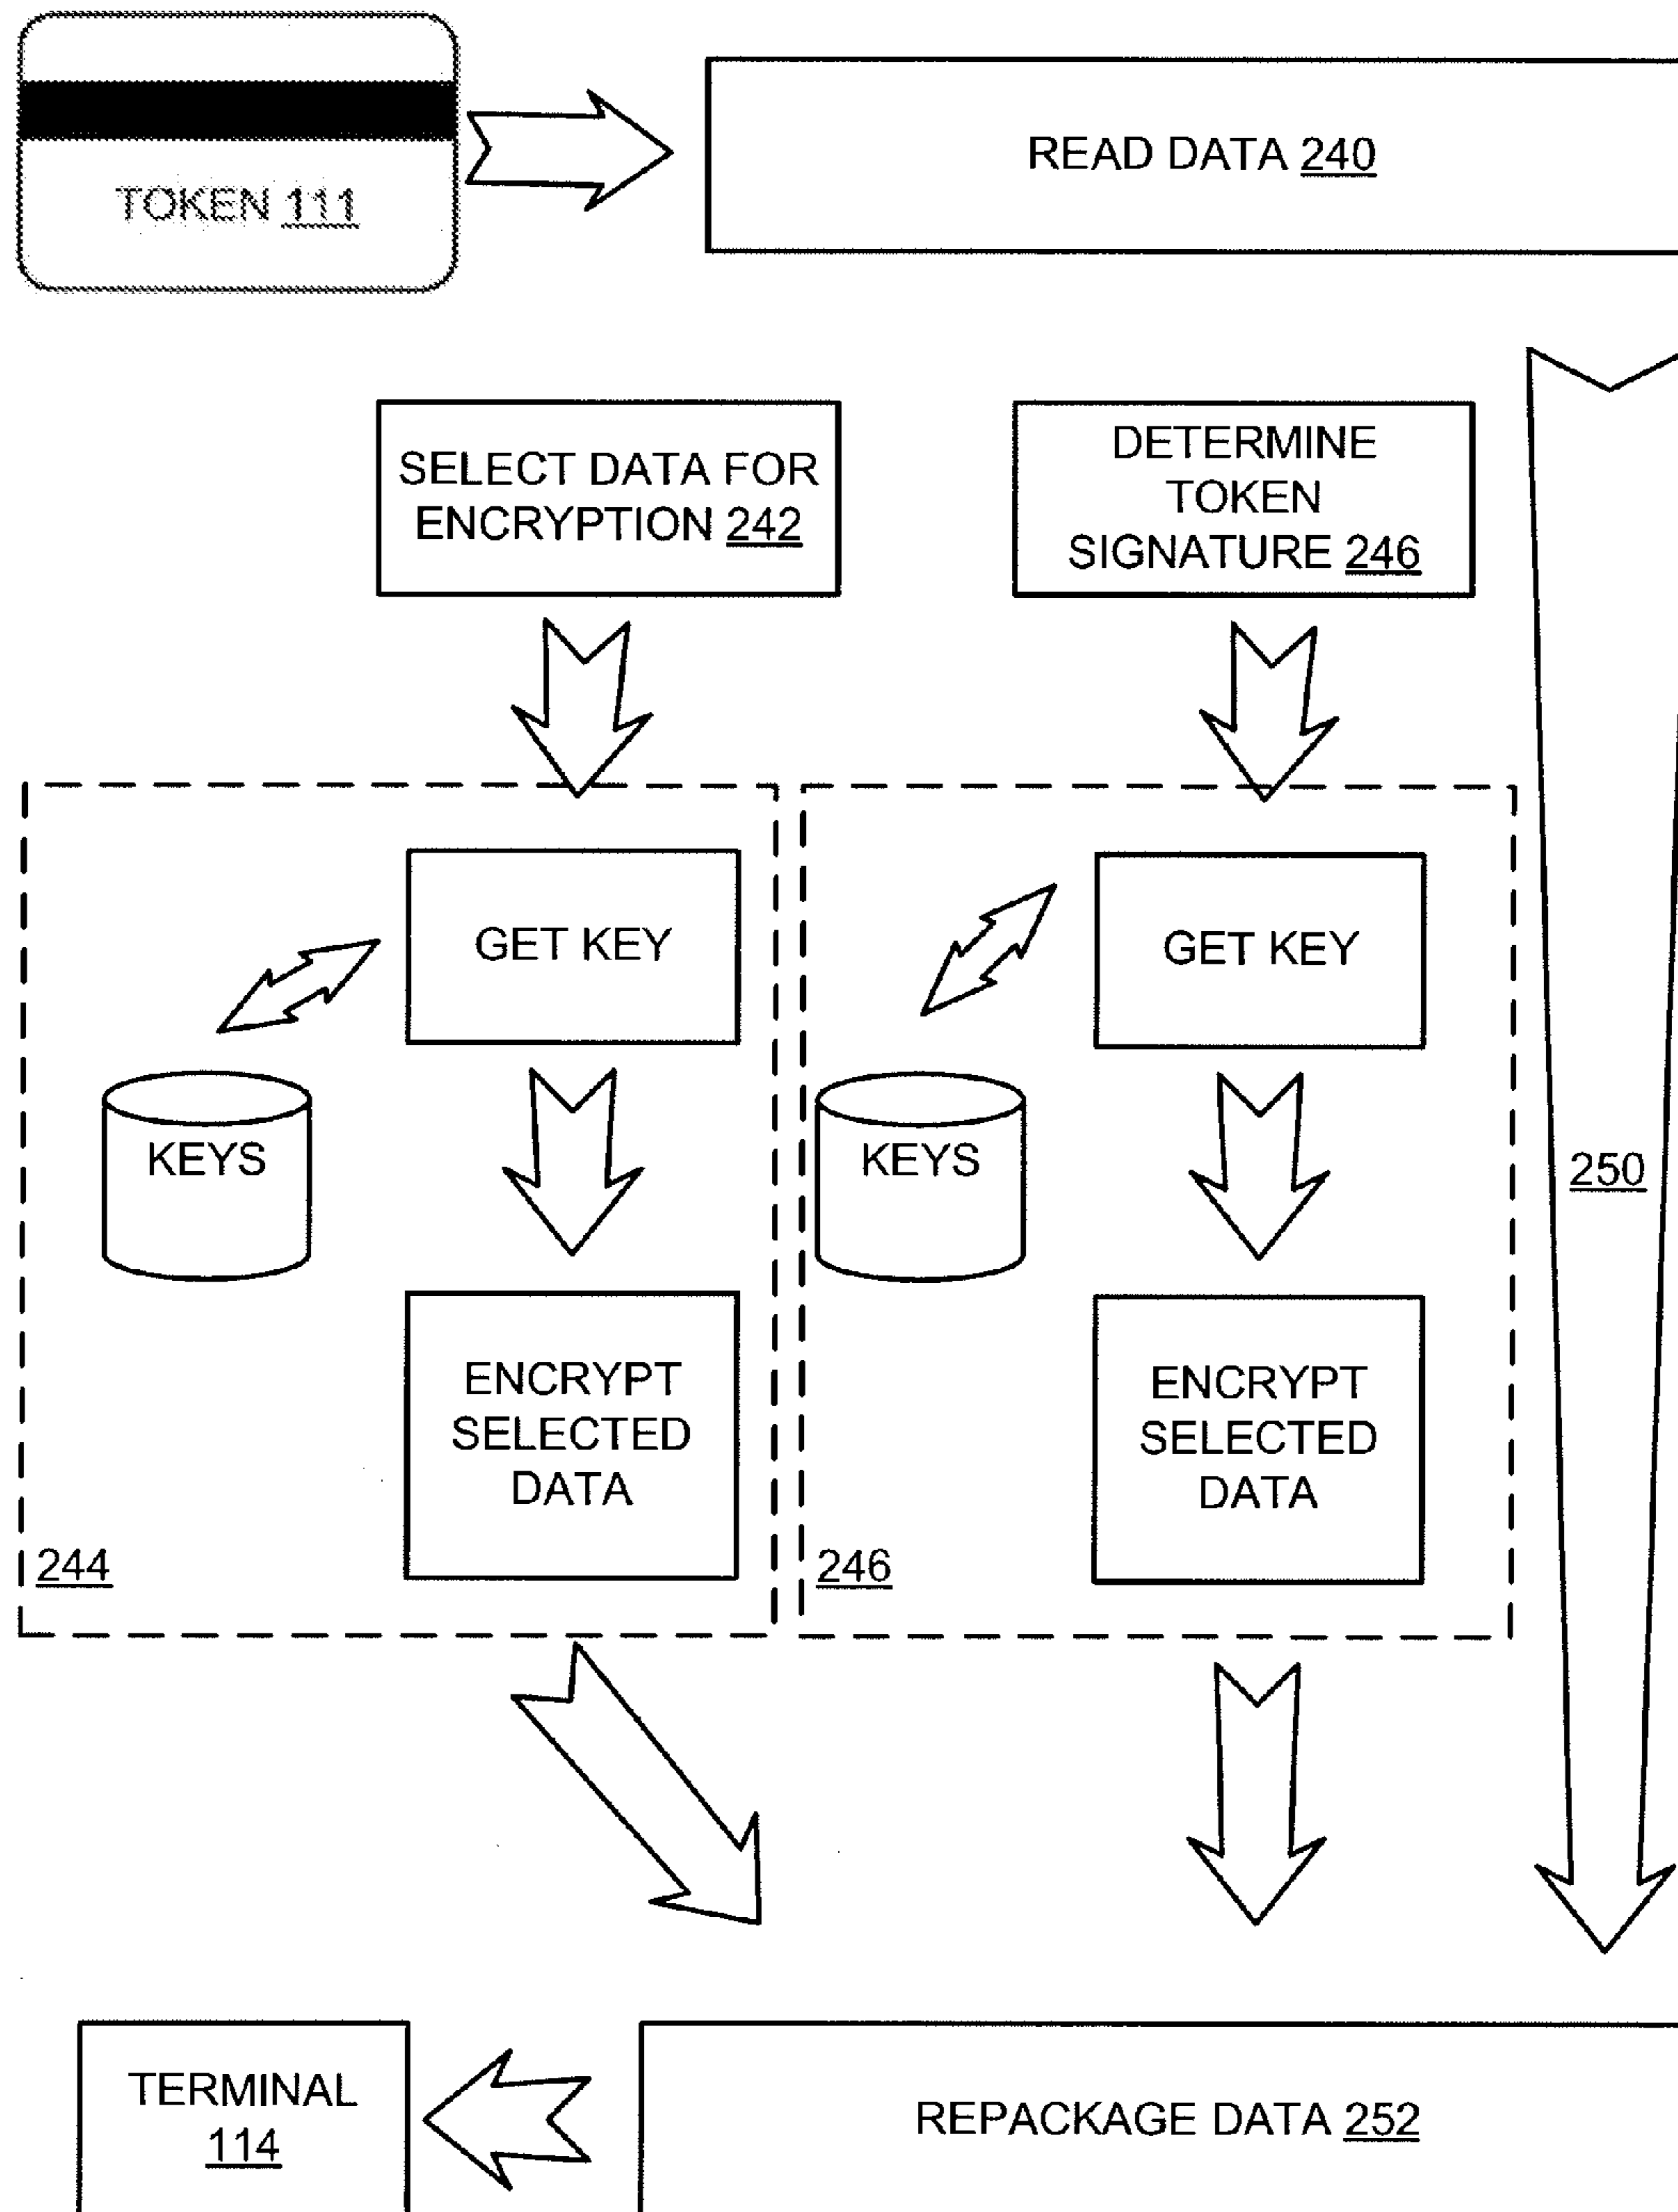 TOKEN 111
READ DATA 240
SELECT DATA FOR
ENCRYPTION 242
DETERMINE
TOKEN
SIGNATURE 246
GET KEY
KEYS
ENCRYPT
SELECTED
DATA
244
GET KEY
KEYS
ENCRYPT
SELECTED
DATA
246
250
TERMINAL
114
REPACKAGE DATA 252